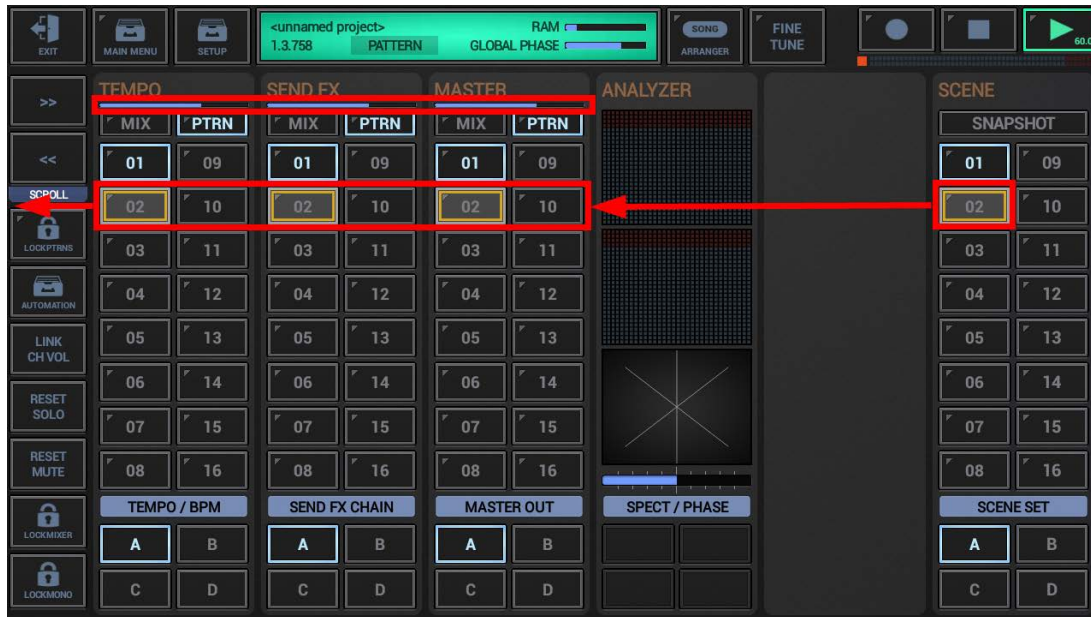 EXIT
MAIN MENU
SETUP
<unnamed project>
RAM
1.3.758
PATTERN
GLOBAL PHASE
SONG
ARRANGER
FINE
TUNE
60.0
>>
<<
SCROLL
LOCKPTRNS
AUTOMATION
LINK
CH VOL
RESET
SOLO
RESET
MUTE
LOCKMIXER
LOCKMONO
TEMPO
MIX PTRN
01 09
02 10
03 11
04 12
05 13
06 14
07 15
08 16
TEMPO / BPM
A B
C D
SEND FX
MIX PTRN
01 09
02 10
03 11
04 12
05 13
06 14
07 15
08 16
SEND FX CHAIN
A B
C D
MASTER
MIX PTRN
01 09
02 10
03 11
04 12
05 13
06 14
07 15
08 16
MASTER OUT
A B
C D
ANALYZER
SPECT / PHASE
SCENE
SNAPSHOT
01 09
02 10
03 11
04 12
05 13
06 14
07 15
08 16
SCENE SET
A B
C D